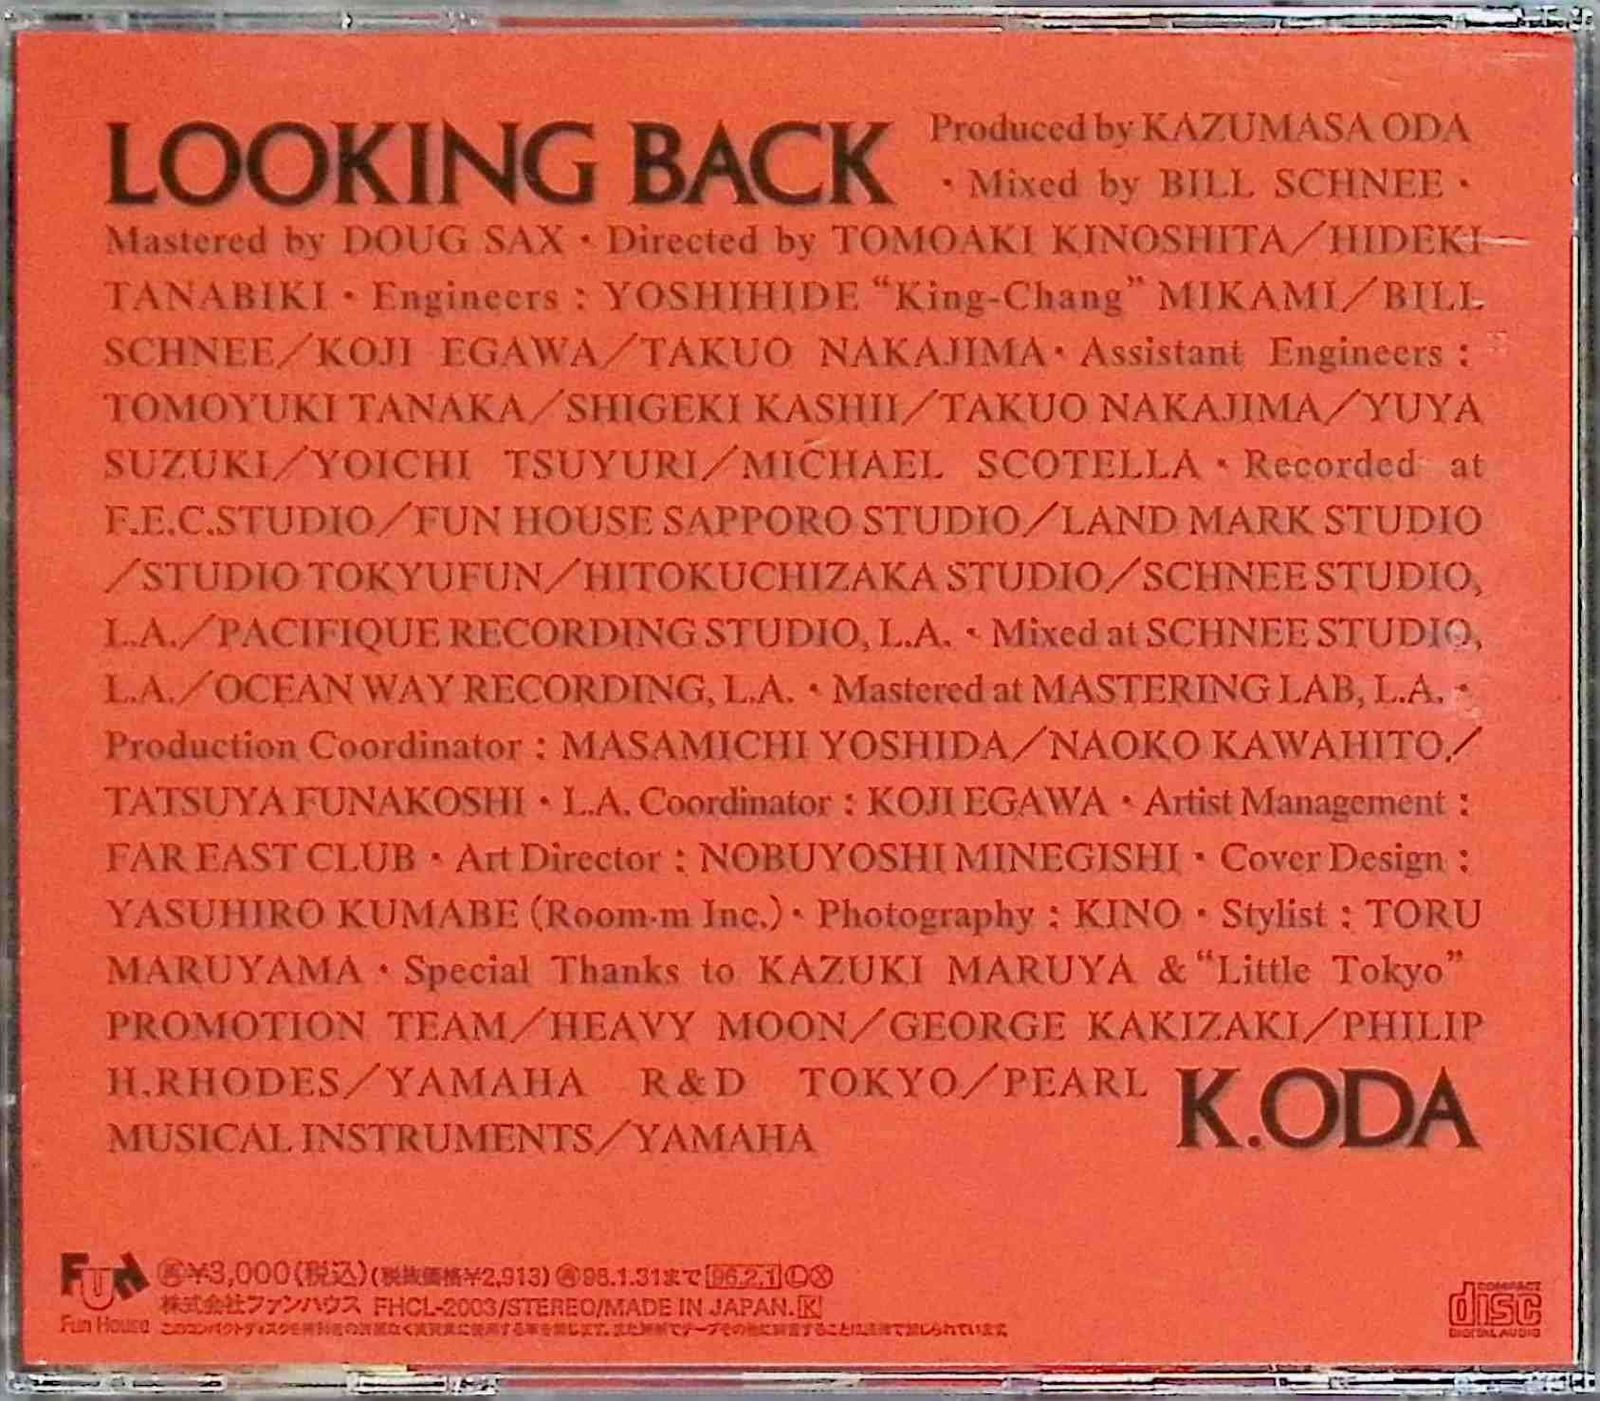 LOOKING BACK Produced by KAZUMASA ODA
・Mixed by BILL SCHNEE・
Mastered by DOUG SAX・Directed by TOMOAKI KINOSHITA／HIDEKI
TANABIKI・Engineers : YOSHIHIDE “King-Chang” MIKAMI／BILL
SCHNEE／KOJI EGAWA／TAKUO NAKAJIMA・Assistant Engineers :
TOMOYUKI TANAKA／SHIGEKI KASHII／TAKUO NAKAJIMA／YUYA
SUZUKI／YOICHI TSUYURI／MICHAEL SCOTELLA・Recorded at
F.E.C.STUDIO／FUN HOUSE SAPPORO STUDIO／LAND MARK STUDIO
／STUDIO TOKYUFUN／HITOKUCHIZAKA STUDIO／SCHNEE STUDIO,
L.A.／PACIFIQUE RECORDING STUDIO, L.A.・Mixed at SCHNEE STUDIO,
L.A.／OCEAN WAY RECORDING, L.A.・Mastered at MASTERING LAB, L.A.・
Production Coordinator : MASAMICHI YOSHIDA／NAOKO KAWAHITO／
TATSUYA FUNAKOSHI・L.A. Coordinator : KOJI EGAWA・Artist Management :
FAR EAST CLUB・Art Director : NOBUYOSHI MINEGISHI・Cover Design :
YASUHIRO KUMABE (Room-m Inc.)・Photography : KINO・Stylist : TORU
MARUYAMA・Special Thanks to KAZUKI MARUYA & “Little Tokyo”
PROMOTION TEAM／HEAVY MOON／GEORGE KAKIZAKI／PHILIP
H.RHODES／YAMAHA R&D TOKYO／PEARL
MUSICAL INSTRUMENTS／YAMAHA
K.ODA
Fun
Fun House
¥3,000(税込)(税抜価格¥2,913) 98.1.31まで 96.2.1 Ⓛ Ⓧ
株式会社ファンハウス FHCL-2003/STEREO/MADE IN JAPAN. K
COMPACT
disc
DIGITAL AUDIO